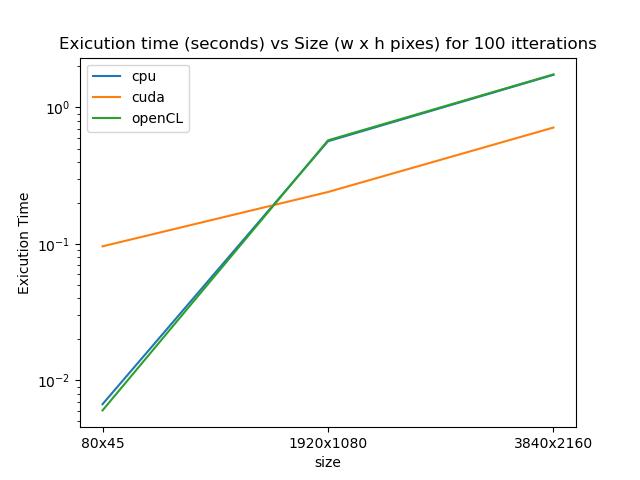 Exicution time (seconds) vs Size (w x h pixes) for 100 itterations
cpu
cuda
openCL
10⁰
10⁻¹
10⁻²
Exicution Time
80x45
1920x1080
3840x2160
size